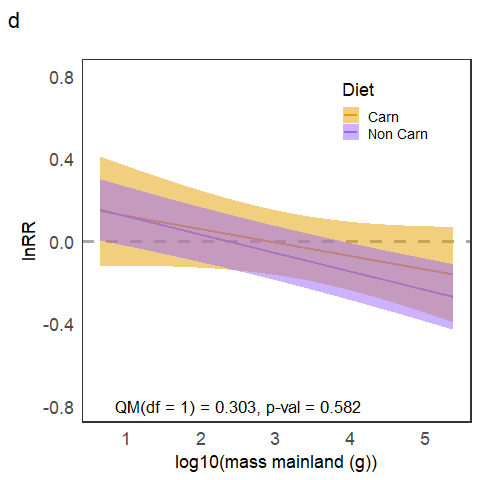 d
Diet
Carn
Non Carn
0.8
0.4
0.0
-0.4
-0.8
lnRR
QM(df = 1) = 0.303, p-val = 0.582
1 2 3 4 5
log10(mass mainland (g))